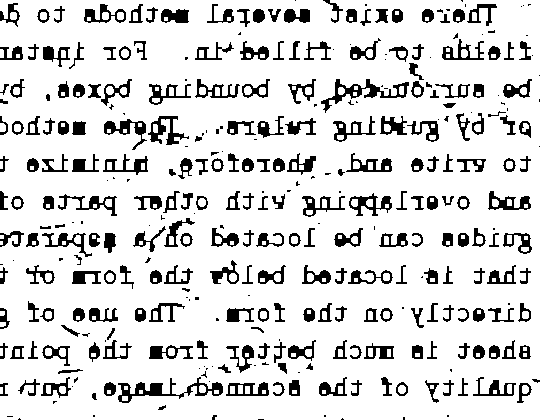 There exist several methods to de
fields to be filled in. For instan
be surrounded by bounding boxes, by
or by guiding rulers. These method
to write and, therefore, minimize t
and overlapping with other parts of
guides can be located on a separate
that is located below the form or t
directly on the form. The use of g
sheet is much better from the point
quality of the scanned image, but r